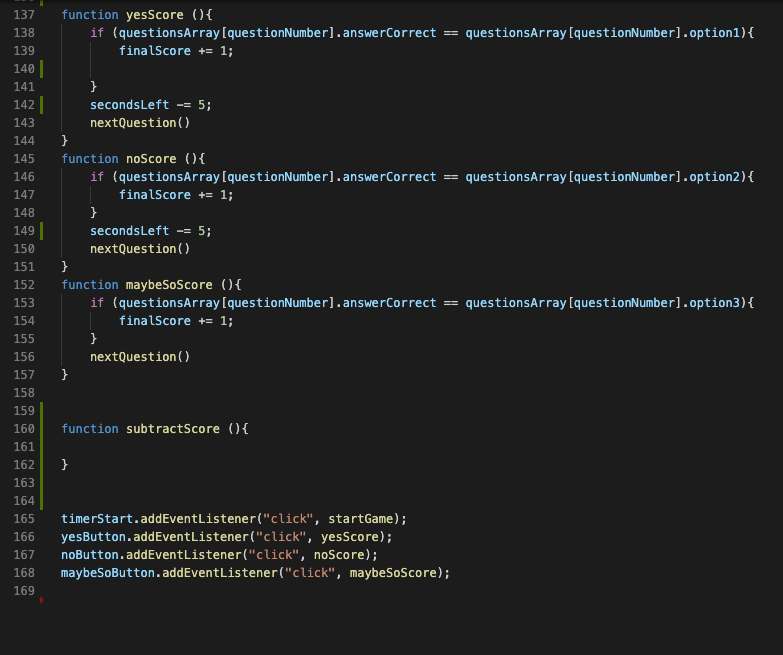 137 function yesScore (){
138 if (questionsArray[questionNumber].answerCorrect == questionsArray[questionNumber].option1){
139 finalScore += 1;
140
141 }
142 secondsLeft -= 5;
143 nextQuestion()
144 }
145 function noScore (){
146 if (questionsArray[questionNumber].answerCorrect == questionsArray[questionNumber].option2){
147 finalScore += 1;
148 }
149 secondsLeft -= 5;
150 nextQuestion()
151 }
152 function maybeSoScore (){
153 if (questionsArray[questionNumber].answerCorrect == questionsArray[questionNumber].option3){
154 finalScore += 1;
155 }
156 nextQuestion()
157 }
158
159
160 function subtractScore (){
161
162 }
163
164
165 timerStart.addEventListener("click", startGame);
166 yesButton.addEventListener("click", yesScore);
167 noButton.addEventListener("click", noScore);
168 maybeSoButton.addEventListener("click", maybeSoScore);
169